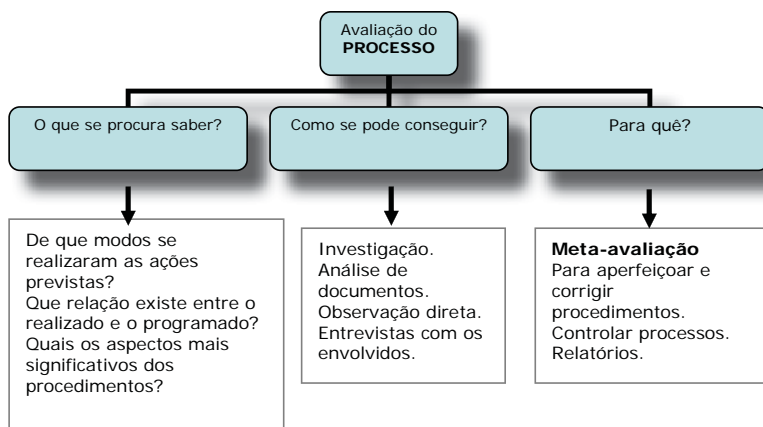 Avaliação do
PROCESSO
O que se procura saber?
Como se pode conseguir?
Para quê?
De que modos se
realizaram as ações
previstas?
Que relação existe entre o
realizado e o programado?
Quais os aspectos mais
significativos dos
procedimentos?
Investigação.
Análise de
documentos.
Observação direta.
Entrevistas com os
envolvidos.
Meta-avaliação
Para aperfeiçoar e
corrigir
procedimentos.
Controlar processos.
Relatórios.